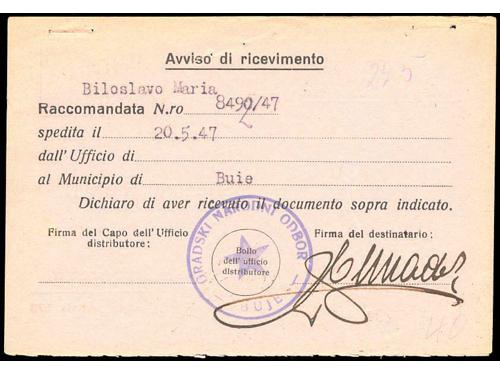 Avviso di ricevimento
Biloslavo Maria
Raccomandata N.ro 8490/47
spedita il 20.5.47
dall'Ufficio di
al Municipio di Buie
Dichiaro di aver ricevuto il documento sopra indicato.
Firma del Capo dell'Ufficio
distributore:
GRADSKI NARODNI ODBOR
BUJE
Bollo
dell'ufficio
distributore
Firma del destinatario: